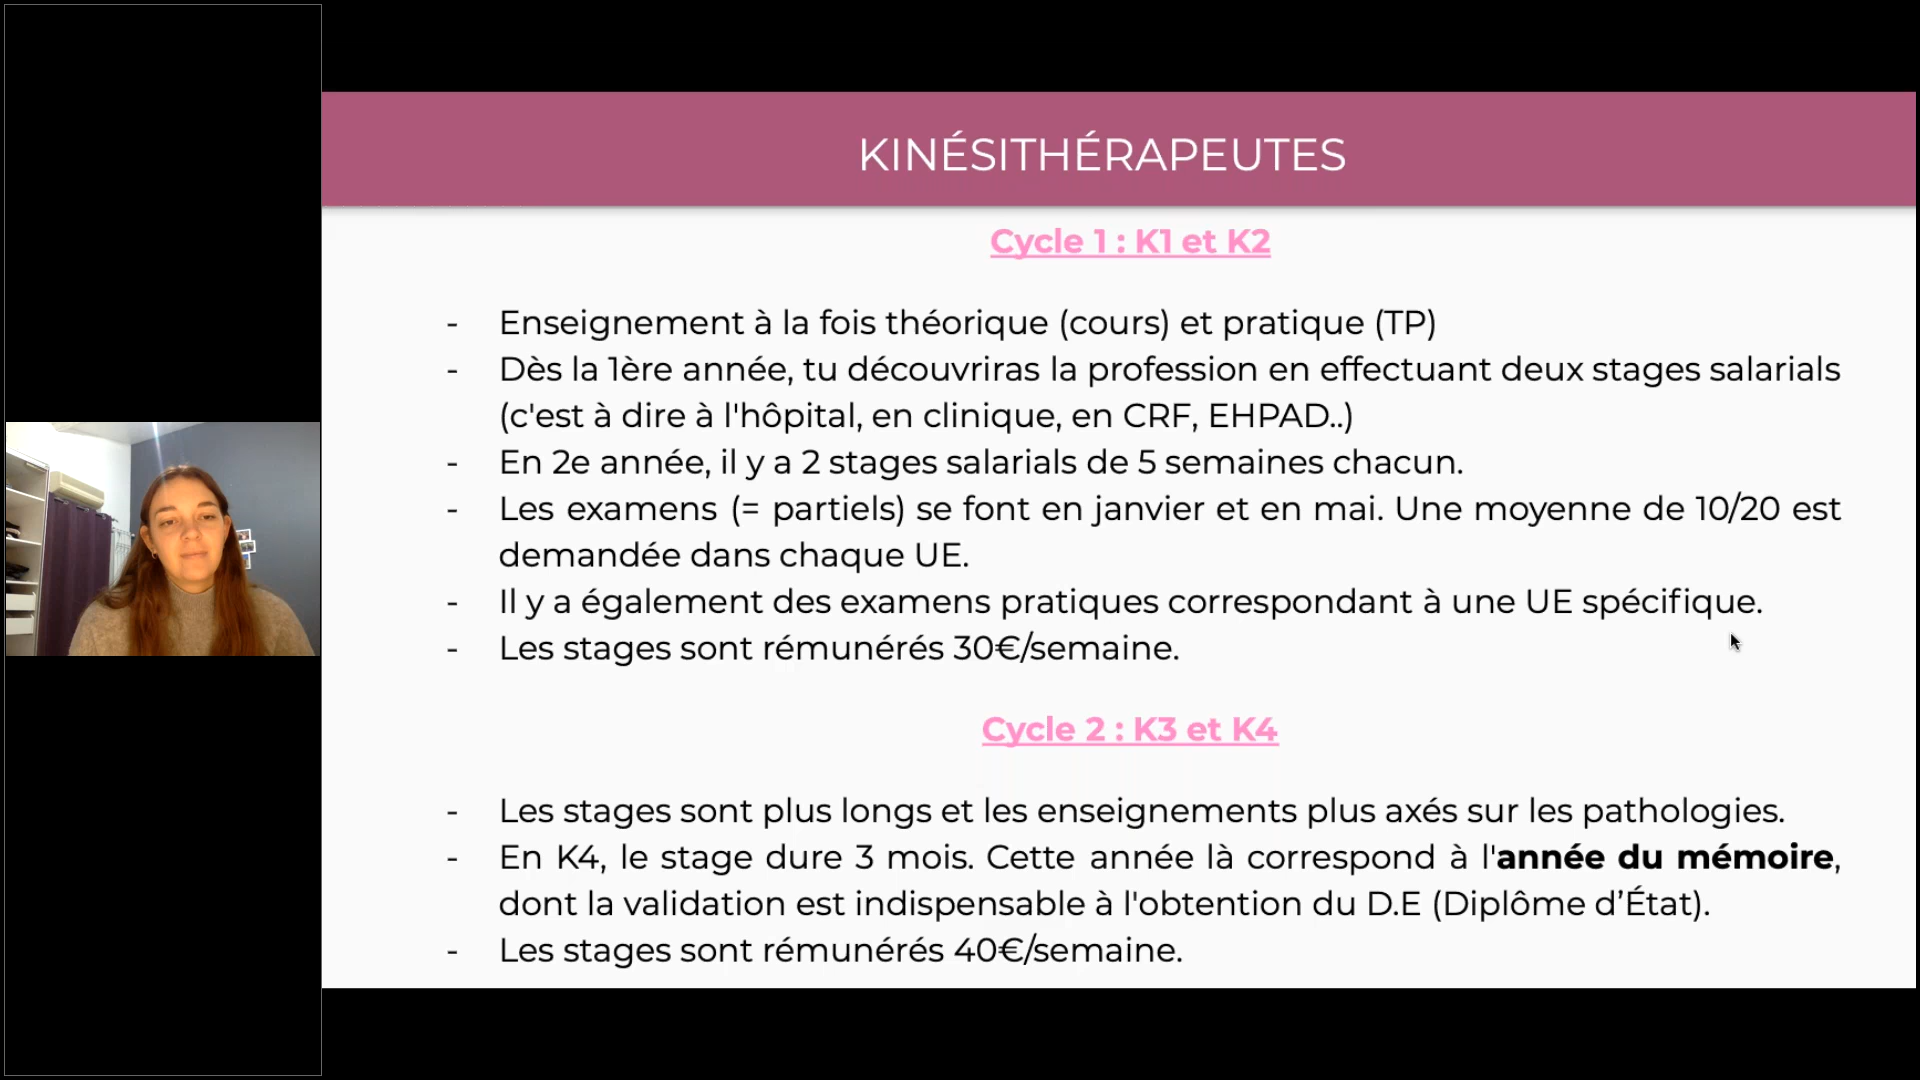 KINÉSITHÉRAPEUTES
Cycle 1 : K1 et K2
- Enseignement à la fois théorique (cours) et pratique (TP)
- Dès la 1ère année, tu découvriras la profession en effectuant deux stages salarials
(c'est à dire à l'hôpital, en clinique, en CRF, EHPAD..)
- En 2e année, il y a 2 stages salarials de 5 semaines chacun.
- Les examens (= partiels) se font en janvier et en mai. Une moyenne de 10/20 est
demandée dans chaque UE.
- Il y a également des examens pratiques correspondant à une UE spécifique.
- Les stages sont rémunérés 30€/semaine.
Cycle 2 : K3 et K4
- Les stages sont plus longs et les enseignements plus axés sur les pathologies.
- En K4, le stage dure 3 mois. Cette année là correspond à l'année du mémoire,
dont la validation est indispensable à l'obtention du D.E (Diplôme d’État).
- Les stages sont rémunérés 40€/semaine.